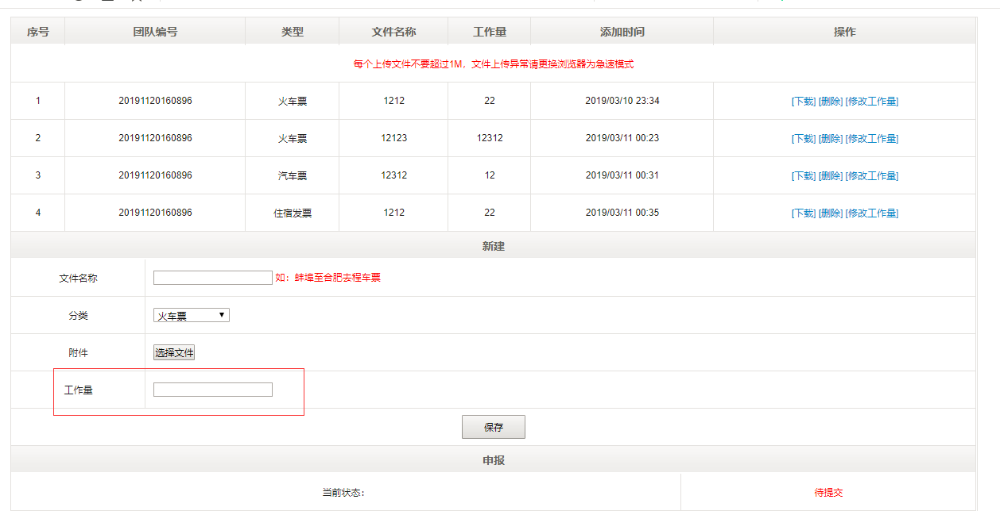 序号 团队编号 类型 文件名称 工作量 添加时间 操作
每个上传文件不要超过1M，文件上传异常请更换浏览器为急速模式
1 20191120160896 火车票 1212 22 2019/03/10 23:34 [下载] [删除] [修改工作量]
2 20191120160896 火车票 12123 12312 2019/03/11 00:23 [下载] [删除] [修改工作量]
3 20191120160896 汽车票 12312 12 2019/03/11 00:31 [下载] [删除] [修改工作量]
4 20191120160896 住宿发票 1212 22 2019/03/11 00:35 [下载] [删除] [修改工作量]
新建
文件名称 如：蚌埠至合肥去程车票
分类 火车票
附件 选择文件
工作量
保存
申报
当前状态: 待提交